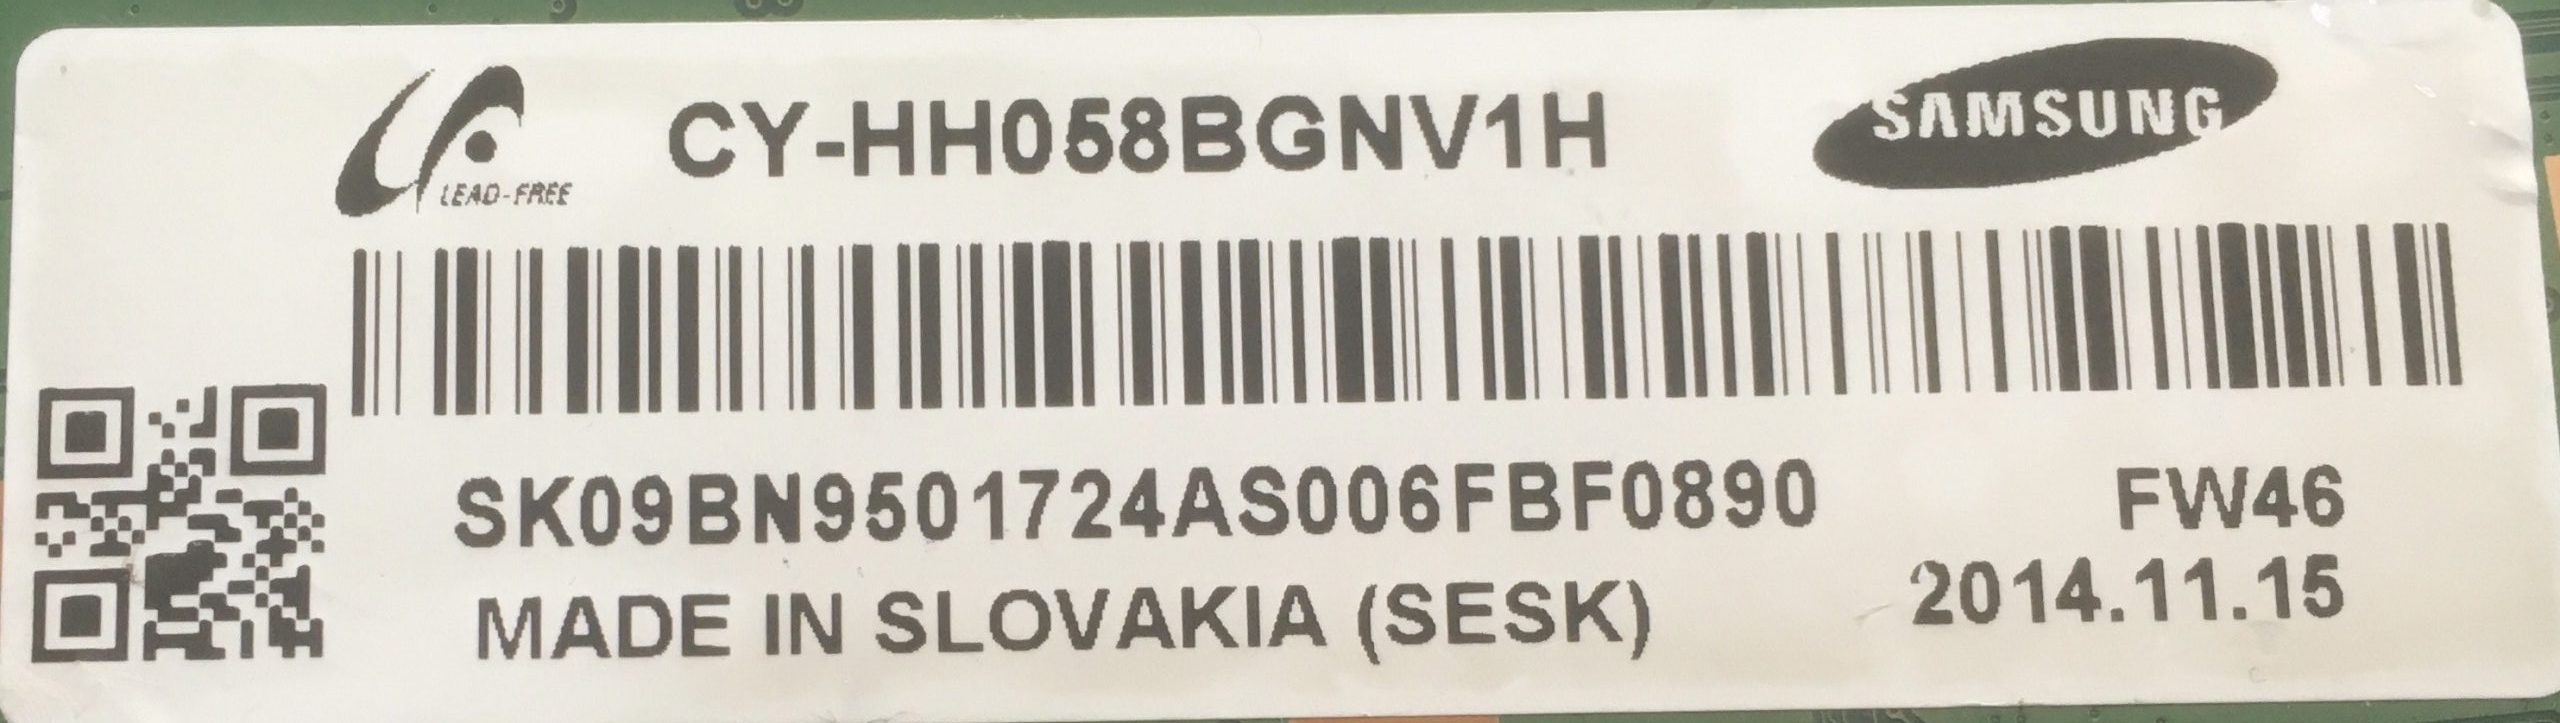 LEAD-FREE
CY-HH058BGNV1H
SAMSUNG
SK09BN9501724AS006FBF0890
FW46
MADE IN SLOVAKIA (SESK)
2014.11.15